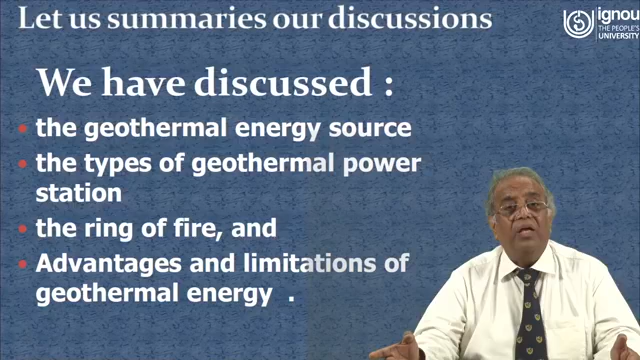 Let us summaries our discussions
ignou
THE PEOPLE'S
UNIVERSITY
We have discussed :
the geothermal energy source
the types of geothermal power
station
the ring of fire, and
Advantages and limitations of
geothermal energy .